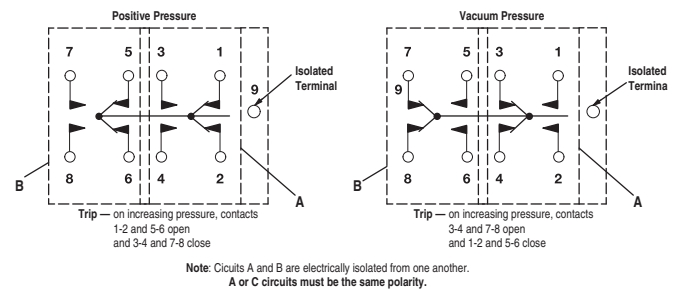 Positive Pressure
7 5 3 1
9
Isolated
Terminal
8 6 4 2
B
A
Trip — on increasing pressure, contacts
1-2 and 5-6 open
and 3-4 and 7-8 close
Vacuum Pressure
7 5 3 1
9
Isolated
Termina
8 6 4 2
B
A
Trip — on increasing pressure, contacts
3-4 and 7-8 open
and 1-2 and 5-6 close
Note: Cicuits A and B are electrically isolated from one another.
A or C circuits must be the same polarity.